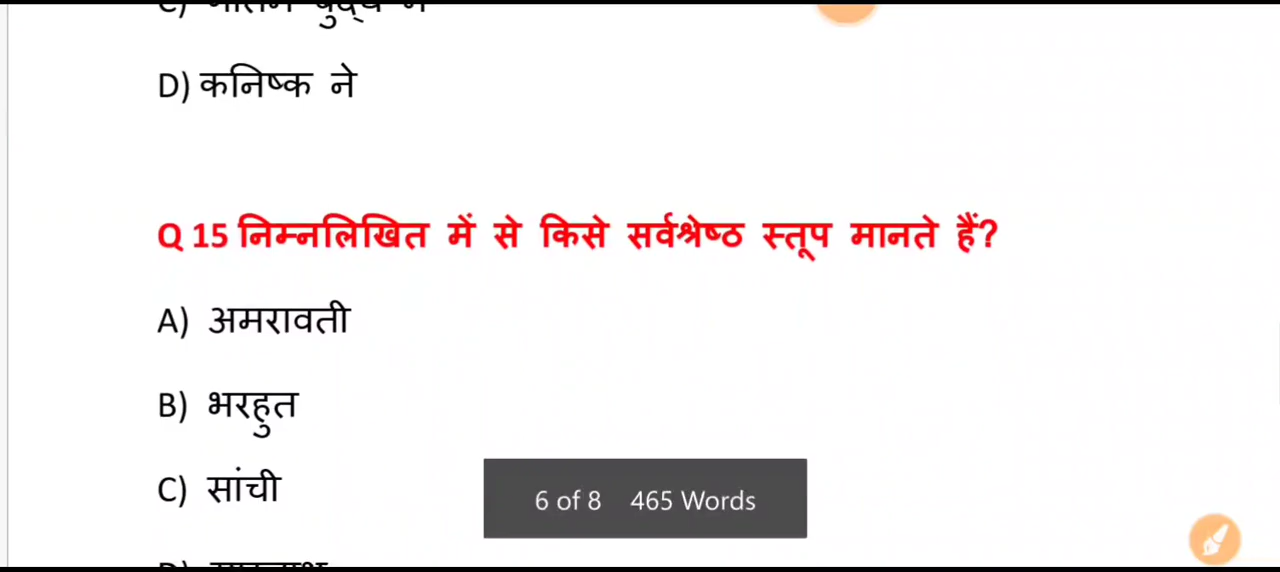 D) कनिष्क ने
Q 15 निम्नलिखित में से किसे सर्वश्रेष्ठ स्तूप मानते हैं?
A) अमरावती
B) भरहुत
C) सांची
6 of 8 465 Words